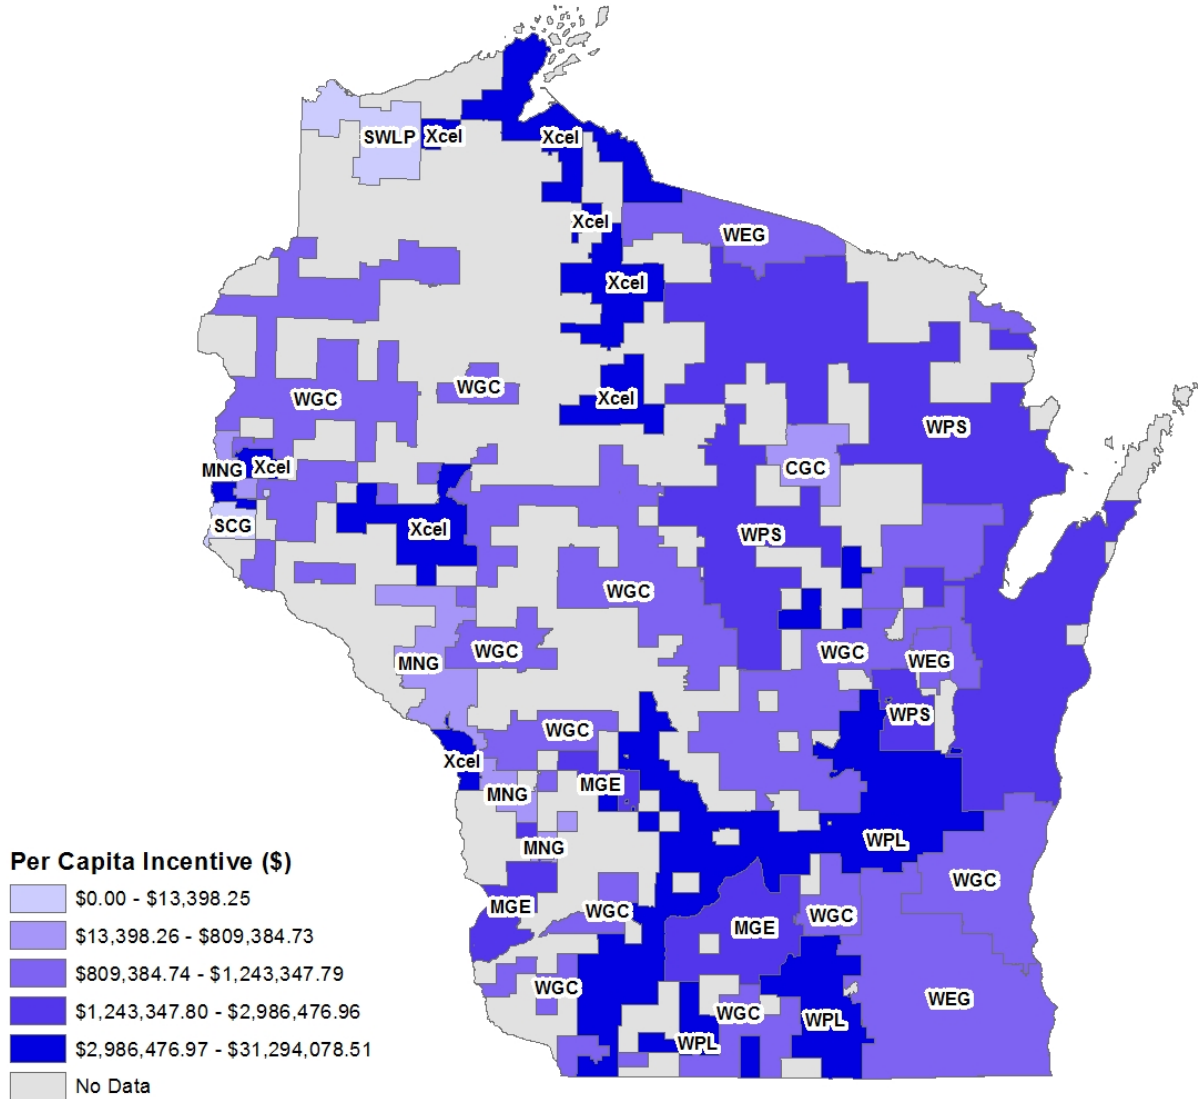 SWLP
Xcel
Xcel
Xcel
WEG
Xcel
WGC
WGC
Xcel
WPS
MNG
Xcel
CGC
SCG
Xcel
WPS
WGC
WGC
MNG
WGC
WEG
WPS
WGC
Xcel
MGE
MNG
WPL
MNG
WGC
MGE
WGC
WGC
MGE
WGC
WEG
WGC
WPL
WPL
Per Capita Incentive ($)
$0.00 - $13,398.25
$13,398.26 - $809,384.73
$809,384.74 - $1,243,347.79
$1,243,347.80 - $2,986,476.96
$2,986,476.97 - $31,294,078.51
No Data